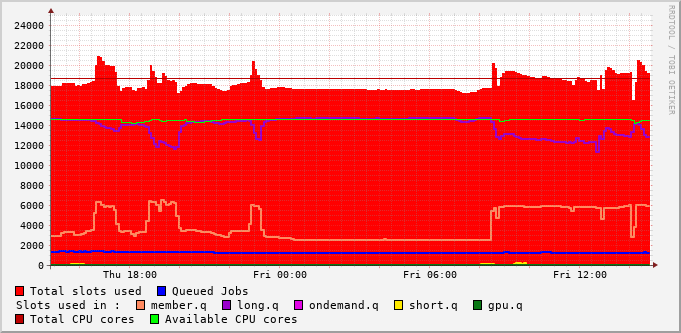 24000
22000
20000
18000
16000
14000
12000
10000
8000
6000
4000
2000
0
Thu 18:00 Fri 00:00 Fri 06:00 Fri 12:00
RRDTOOL / TOBI OETIKER
Total slots used Queued Jobs
Slots used in : member.q long.q ondemand.q short.q gpu.q
Total CPU cores Available CPU cores